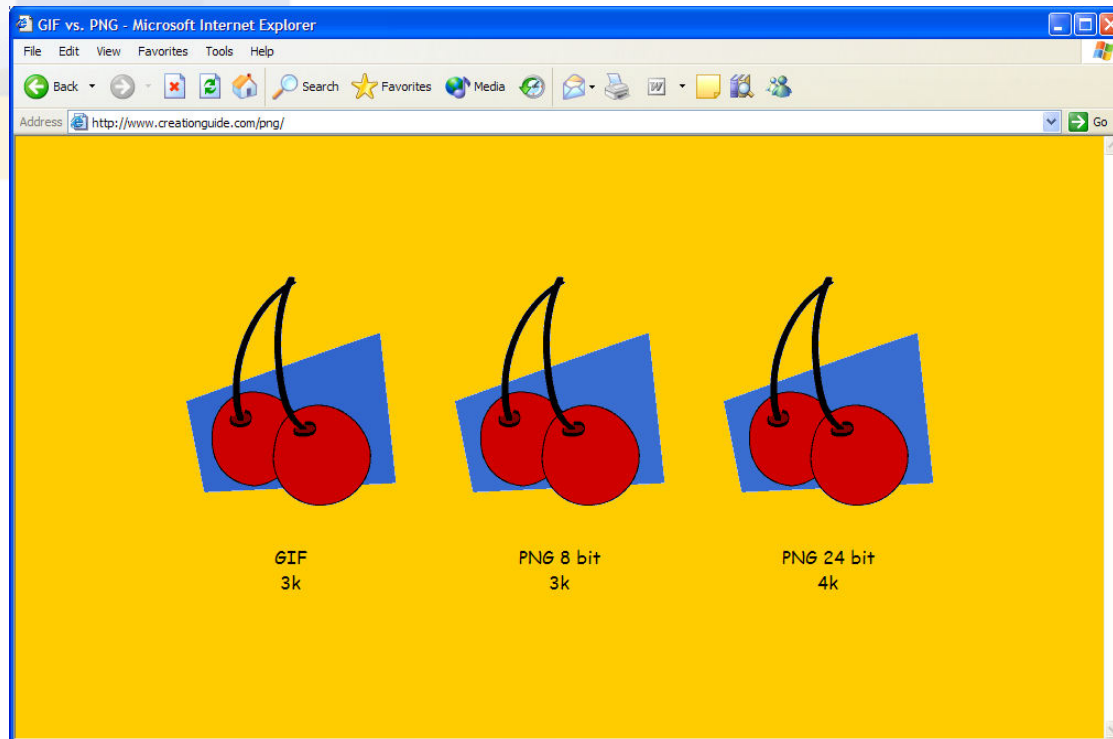 GIF vs. PNG - Microsoft Internet Explorer
File Edit View Favorites Tools Help
Back Search Favorites Media W
Address http://www.creationguide.com/png/ Go
GIF PNG 8 bit PNG 24 bit
3k 3k 4k